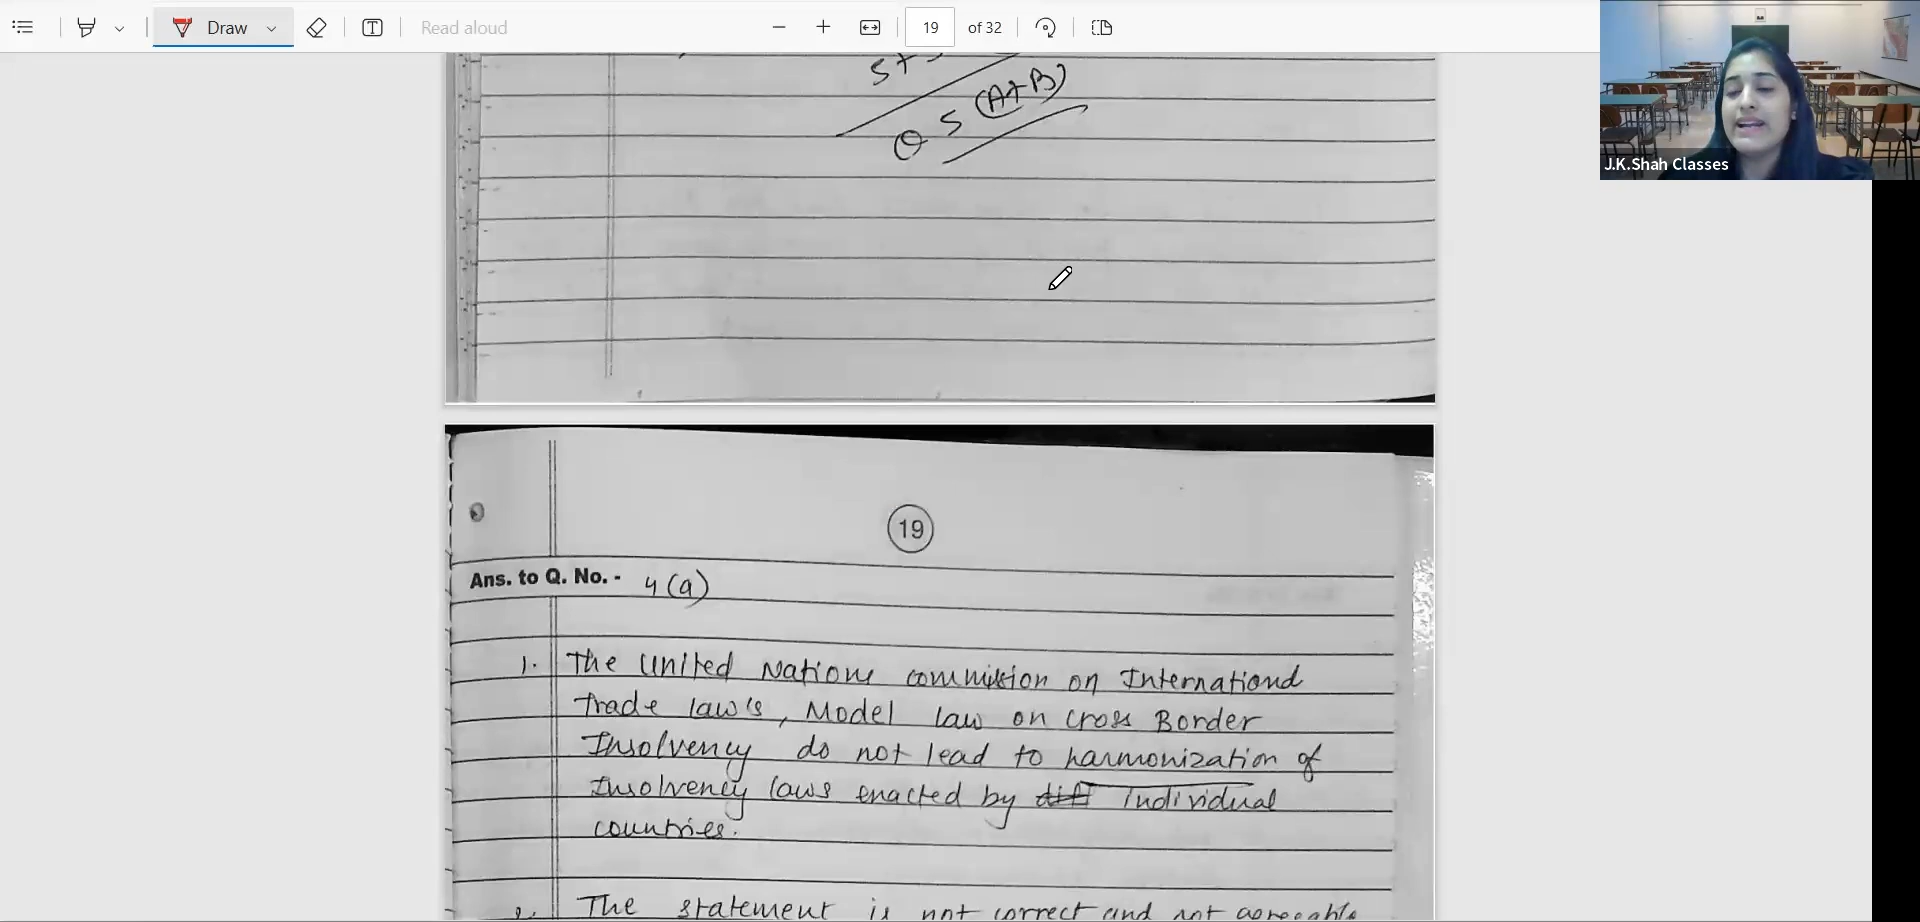 Draw
Read aloud
19
of 32
J.K.Shah Classes
5 (A+B)
19
Ans. to Q. No. - 4(a)
1. The United Nations commission on International
Trade law's, Model law on cross Border
Insolvency do not lead to harmonization of
Insolvency laws enacted by diff individual
countries.
2. The statement is not correct and not agreeable